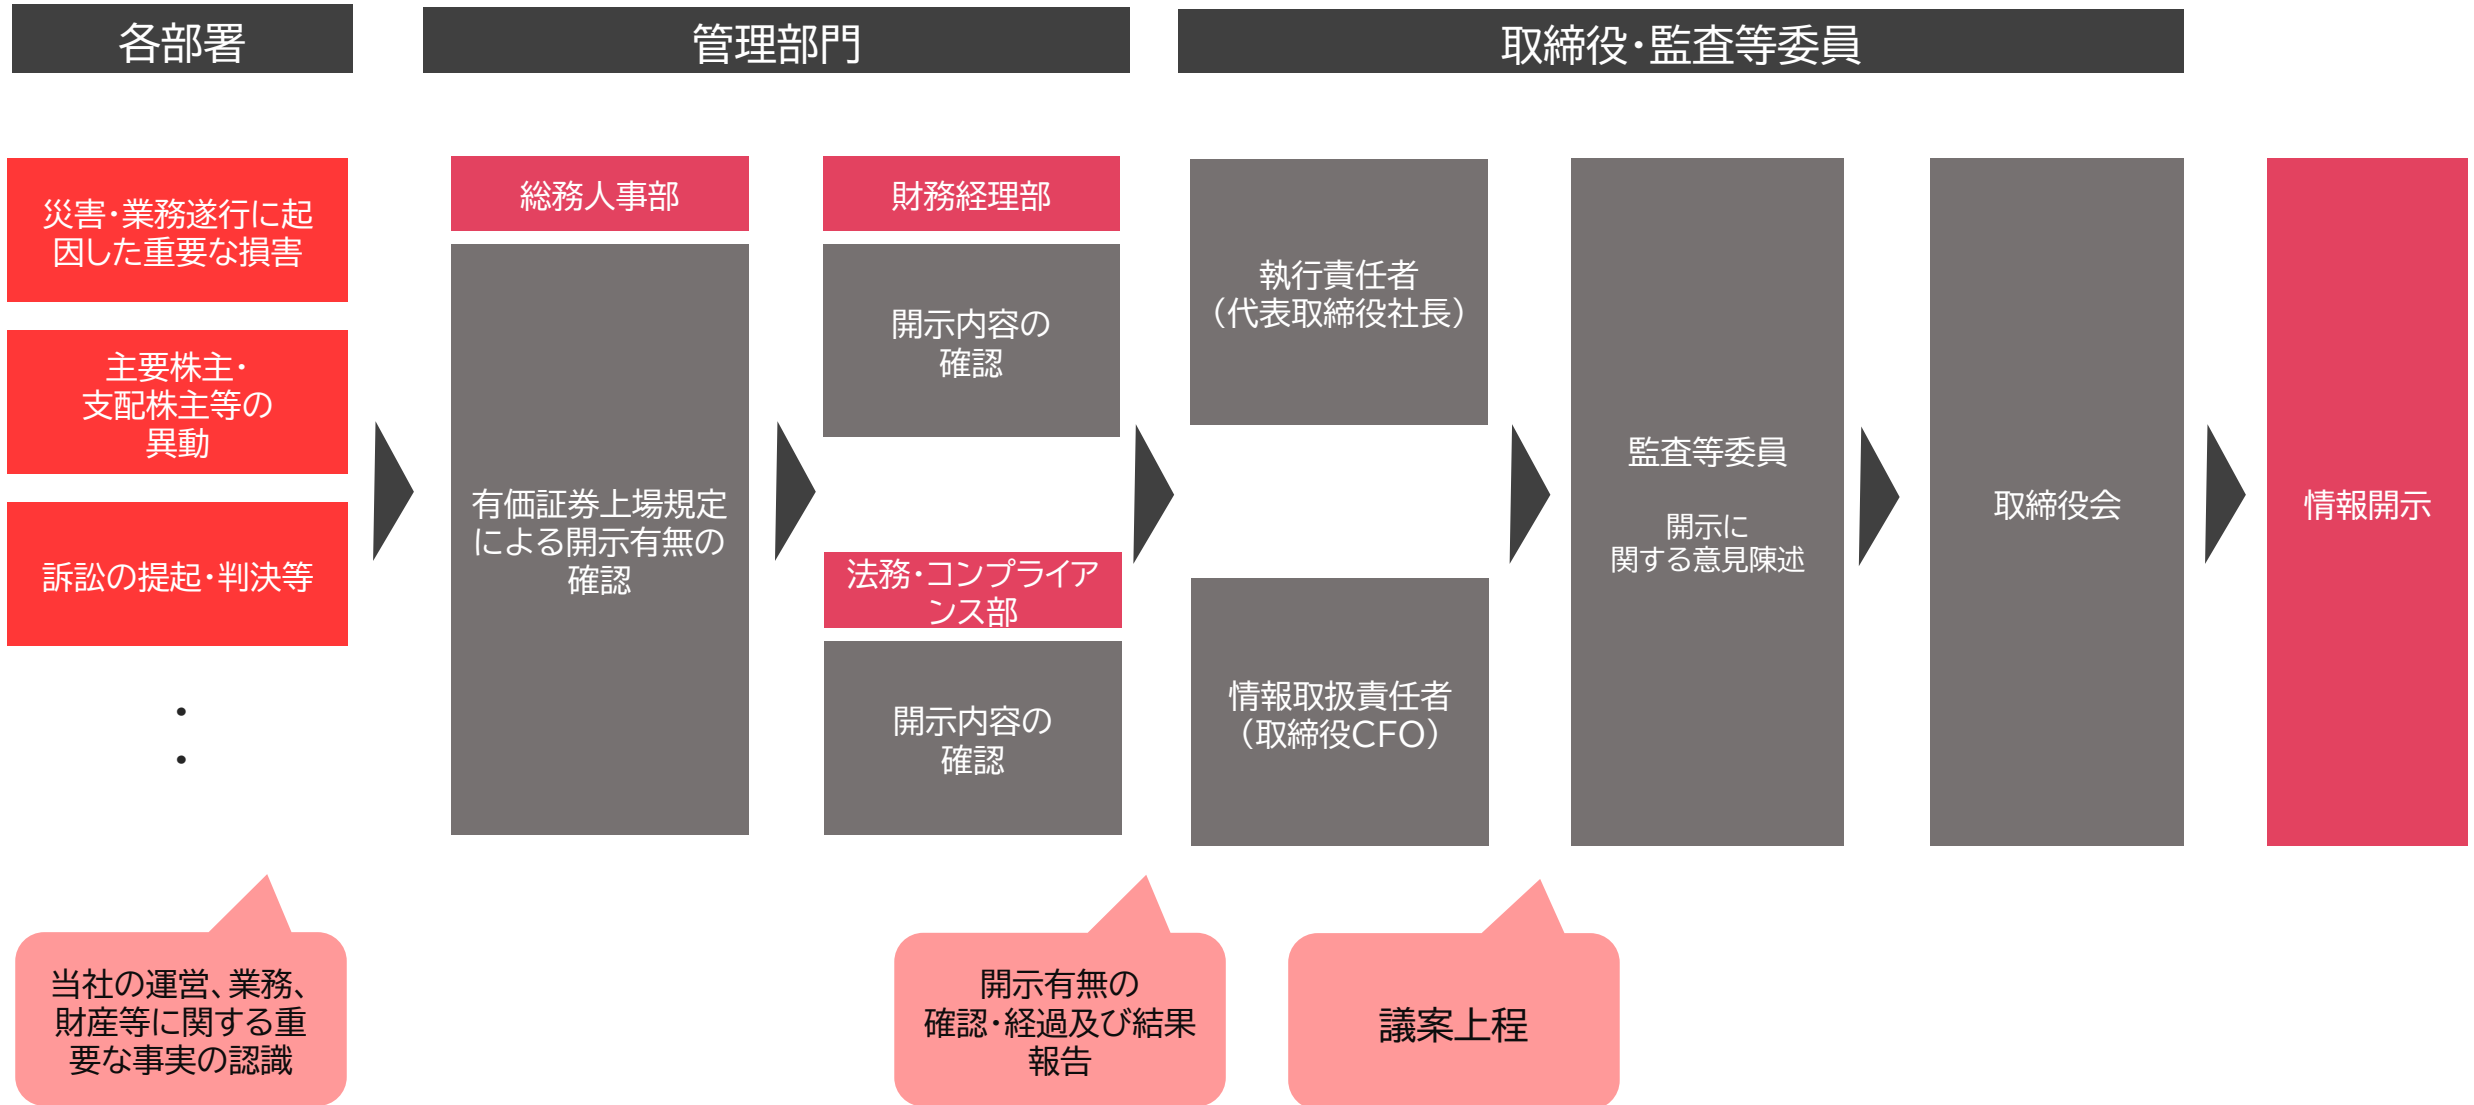 各部署
管理部門
取締役・監査等委員
災害・業務遂行に起
因した重要な損害
主要株主・
支配株主等の
異動
訴訟の提起・判決等
・
・
総務人事部
有価証券上場規定
による開示有無の
確認
財務経理部
開示内容の
確認
法務・コンプライア
ンス部
開示内容の
確認
執行責任者
（代表取締役社長）
情報取扱責任者
（取締役CFO）
監査等委員
開示に
関する意見陳述
取締役会
情報開示
当社の運営、業務、
財産等に関する重
要な事実の認識
開示有無の
確認・経過及び結果
報告
議案上程